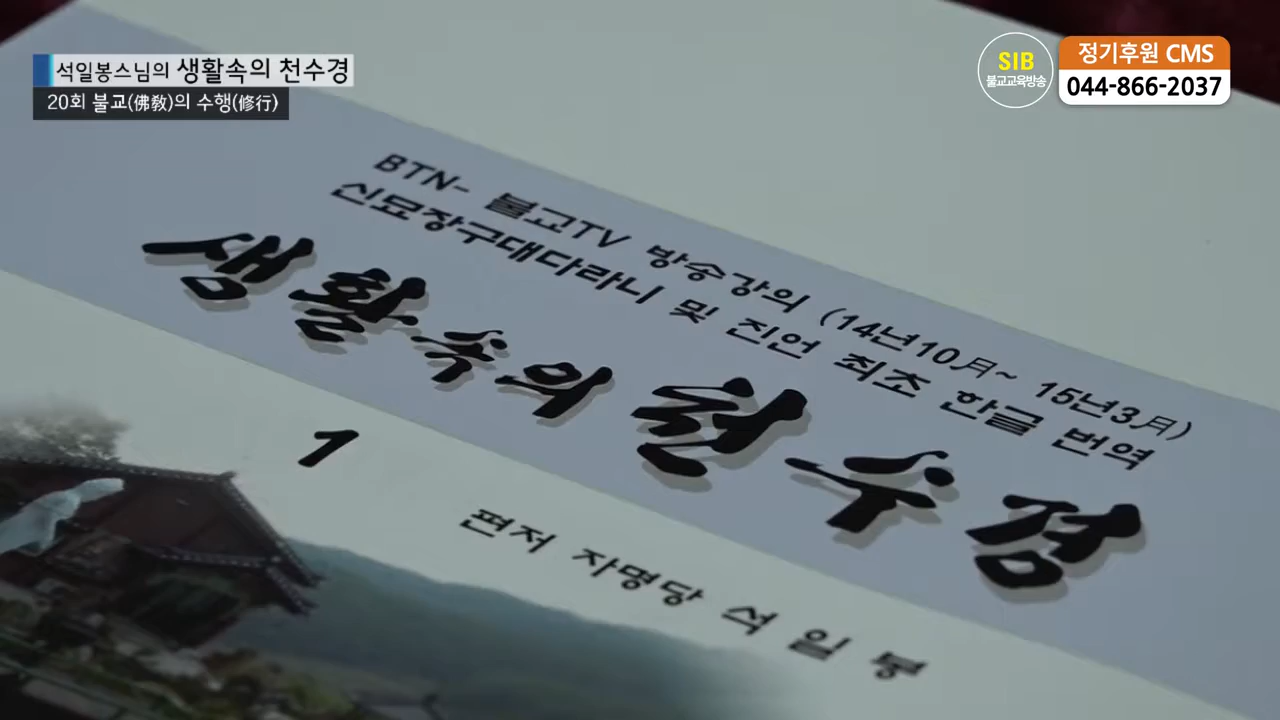 석일봉스님의 생활속의 천수경
20회 불교(佛敎)의 수행(修行)
SIB
불교교육방송
정기후원 CMS
044-866-2037
BTN- 불교TV 방송강의 (14년10月~ 15년3月)
신묘장구대다라니 및 진언 최초 한글 번역
생활속의 천수경
1
편저 자명당 석일봉